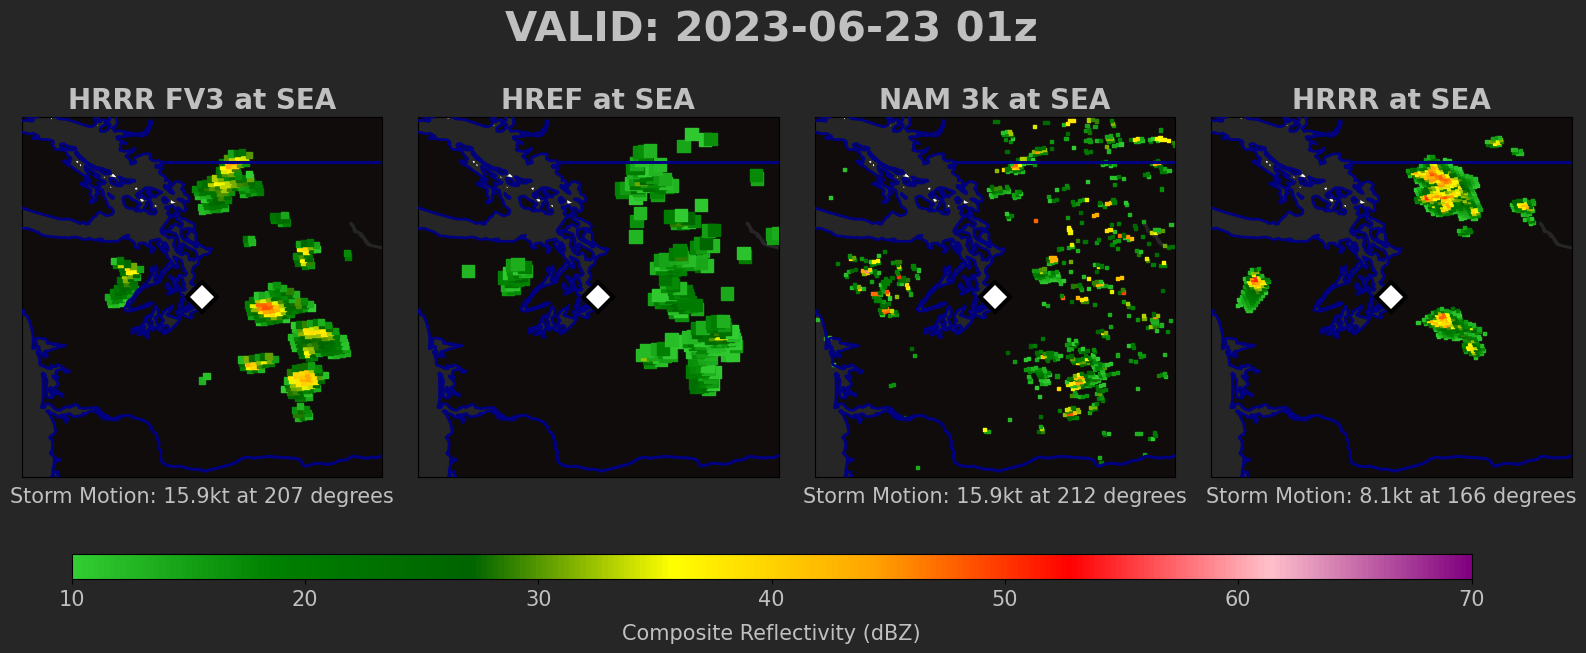 VALID: 2023-06-23 01z
HRRR FV3 at SEA
HREF at SEA
NAM 3k at SEA
HRRR at SEA
Storm Motion: 15.9kt at 207 degrees
Storm Motion: 15.9kt at 212 degrees
Storm Motion: 8.1kt at 166 degrees
10 20 30 40 50 60 70
Composite Reflectivity (dBZ)